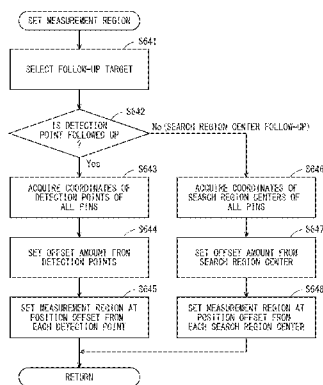 SET MEASUREMENT REGION
S641
SELECT FOLLOW-UP TARGET
S642
IS DETECTION
POINT FOLLOWED UP
?
No (SEARCH REGION CENTER FOLLOW-UP)
Yes
S643
ACQUIRE COORDINATES OF
DETECTION POINTS OF
ALL PINS
S646
ACQUIRE COORDINATES OF
SEARCH REGION CENTERS
OF ALL PINS
S644
SET OFFSET AMOUNT FROM
DETECTION POINTS
S647
SET OFFSET AMOUNT FROM
SEARCH REGION CENTER
S645
SET MEASUREMENT REGION AT
POSITION OFFSET FROM
EACH DETECTION POINT
S648
SET MEASUREMENT REGION AT
POSITION OFFSET FROM
EACH SEARCH REGION CENTER
RETURN